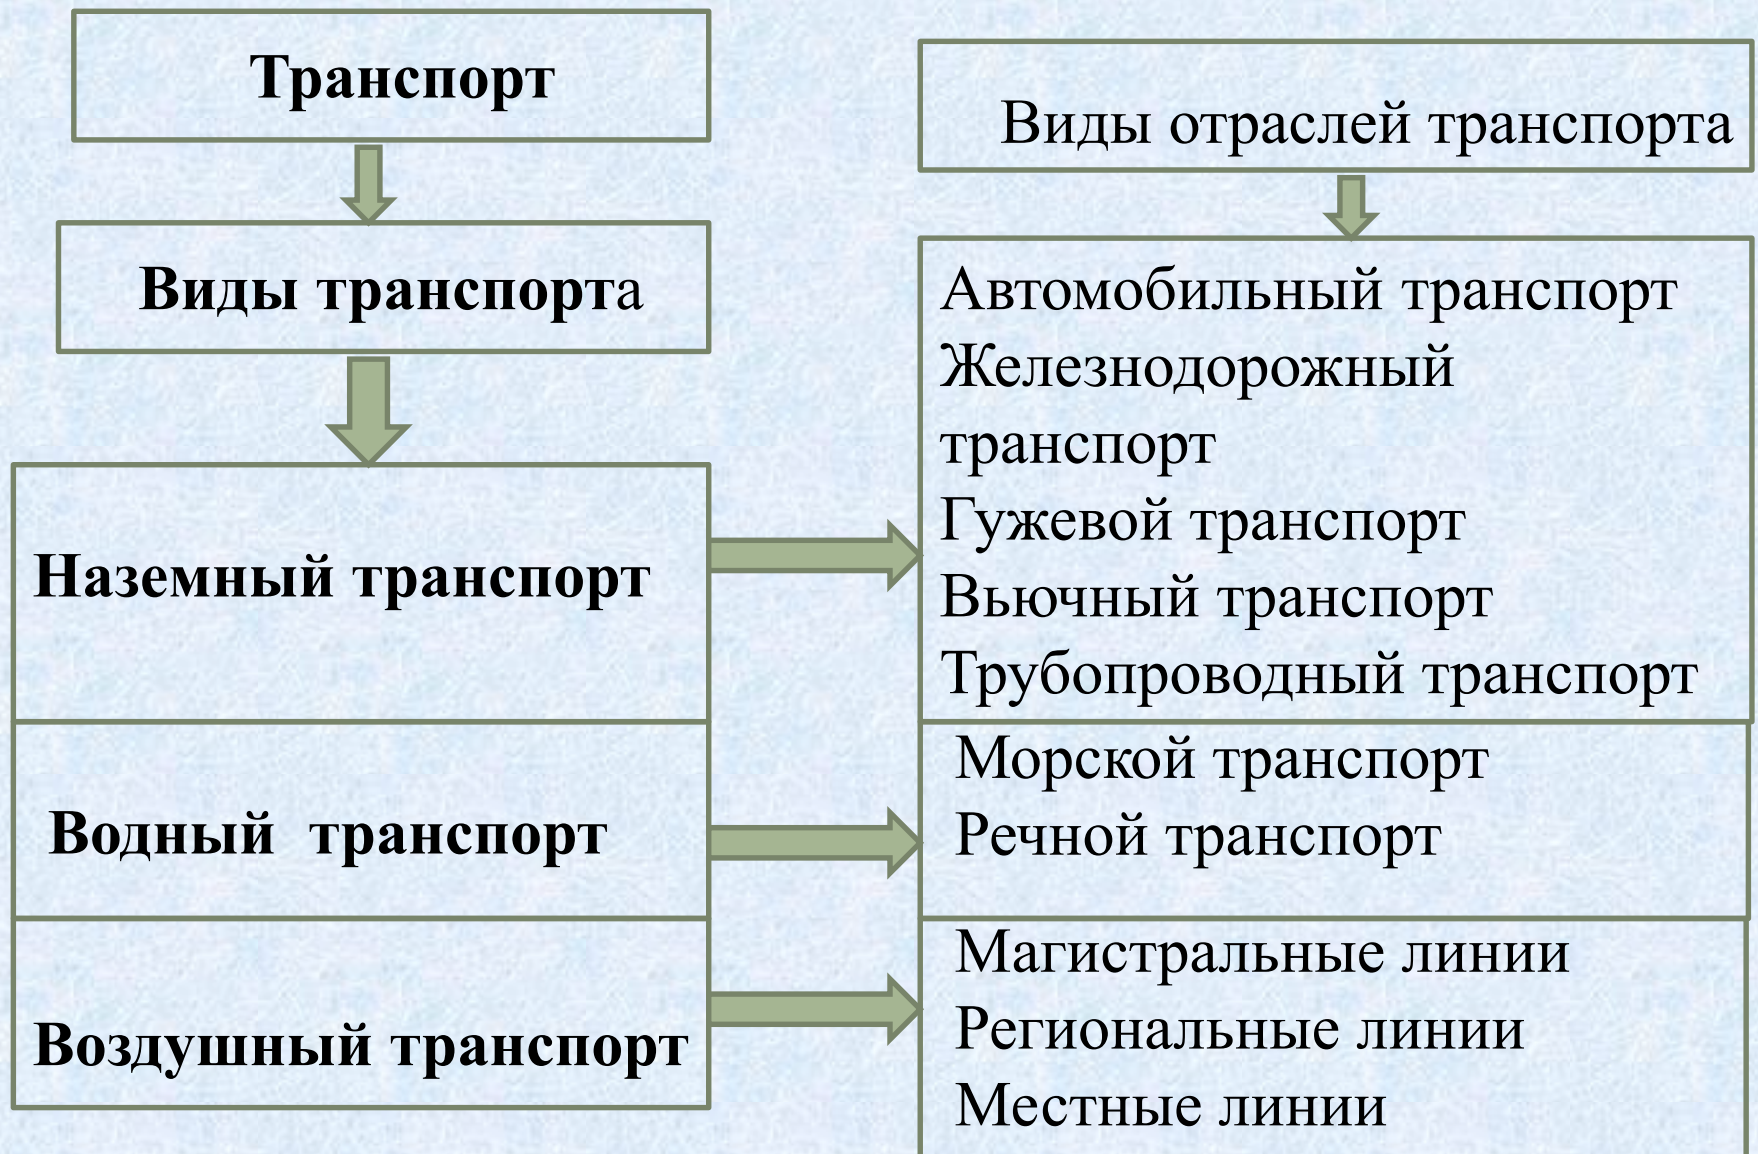 Транспорт
Виды транспорта
Наземный транспорт
Водный транспорт
Воздушный транспорт
Виды отраслей транспорта
Автомобильный транспорт
Железнодорожный
транспорт
Гужевой транспорт
Вьючный транспорт
Трубопроводный транспорт
Морской транспорт
Речной транспорт
Магистральные линии
Региональные линии
Местные линии